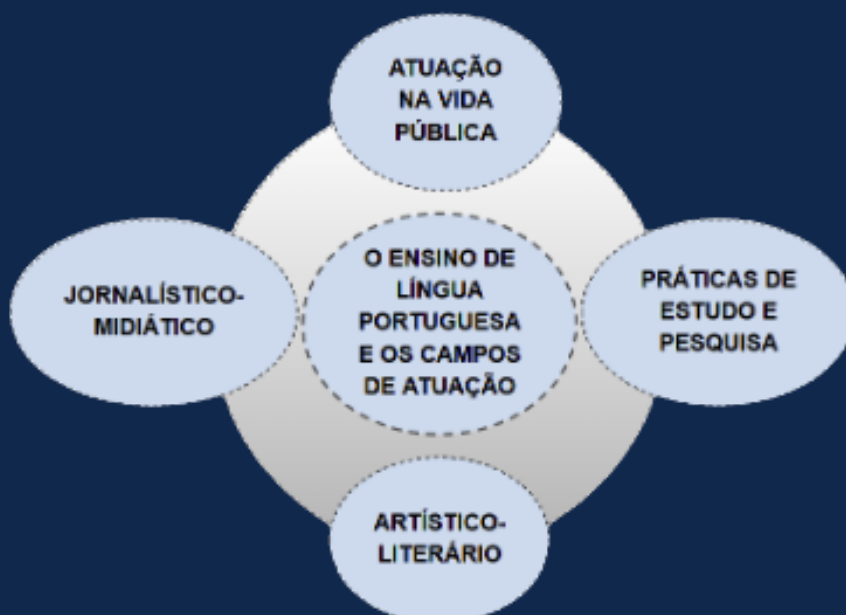 ATUAÇÃO
NA VIDA
PÚBLICA
JORNALÍSTICO-
MIDIÁTICO
O ENSINO DE
LÍNGUA
PORTUGUESA
E OS CAMPOS
DE ATUAÇÃO
PRÁTICAS DE
ESTUDO E
PESQUISA
ARTÍSTICO-
LITERÁRIO